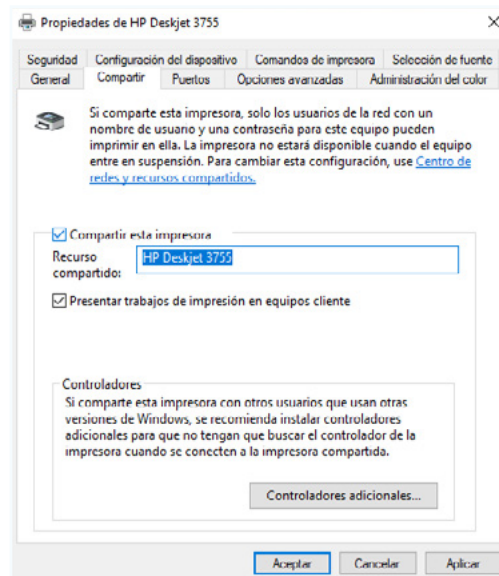 Propiedades de HP Deskjet 3755
Seguridad Configuración del dispositivo Comandos de impresora Selección de fuente
General Compartir Puertos Opciones avanzadas Administración del color
Si comparte esta impresora, solo los usuarios de la red con un
nombre de usuario y una contraseña para este equipo pueden
imprimir en ella. La impresora no estará disponible cuando el equipo
entre en suspensión. Para cambiar esta configuración, use Centro de
redes y recursos compartidos.
Compartir esta impresora
Recurso
compartido:
HP Deskjet 3755
Presentar trabajos de impresión en equipos cliente
Controladores
Si comparte esta impresora con otros usuarios que usan otras
versiones de Windows, se recomienda instalar controladores
adicionales para que no tengan que buscar el controlador de la
impresora cuando se conecten a la impresora compartida.
Controladores adicionales...
Aceptar Cancelar Aplicar